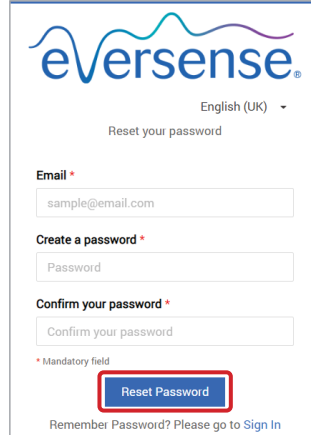 eversense®
English (UK)
Reset your password
Email *
sample@email.com
Create a password *
Password
Confirm your password *
Confirm your password
* Mandatory field
Reset Password
Remember Password? Please go to Sign In